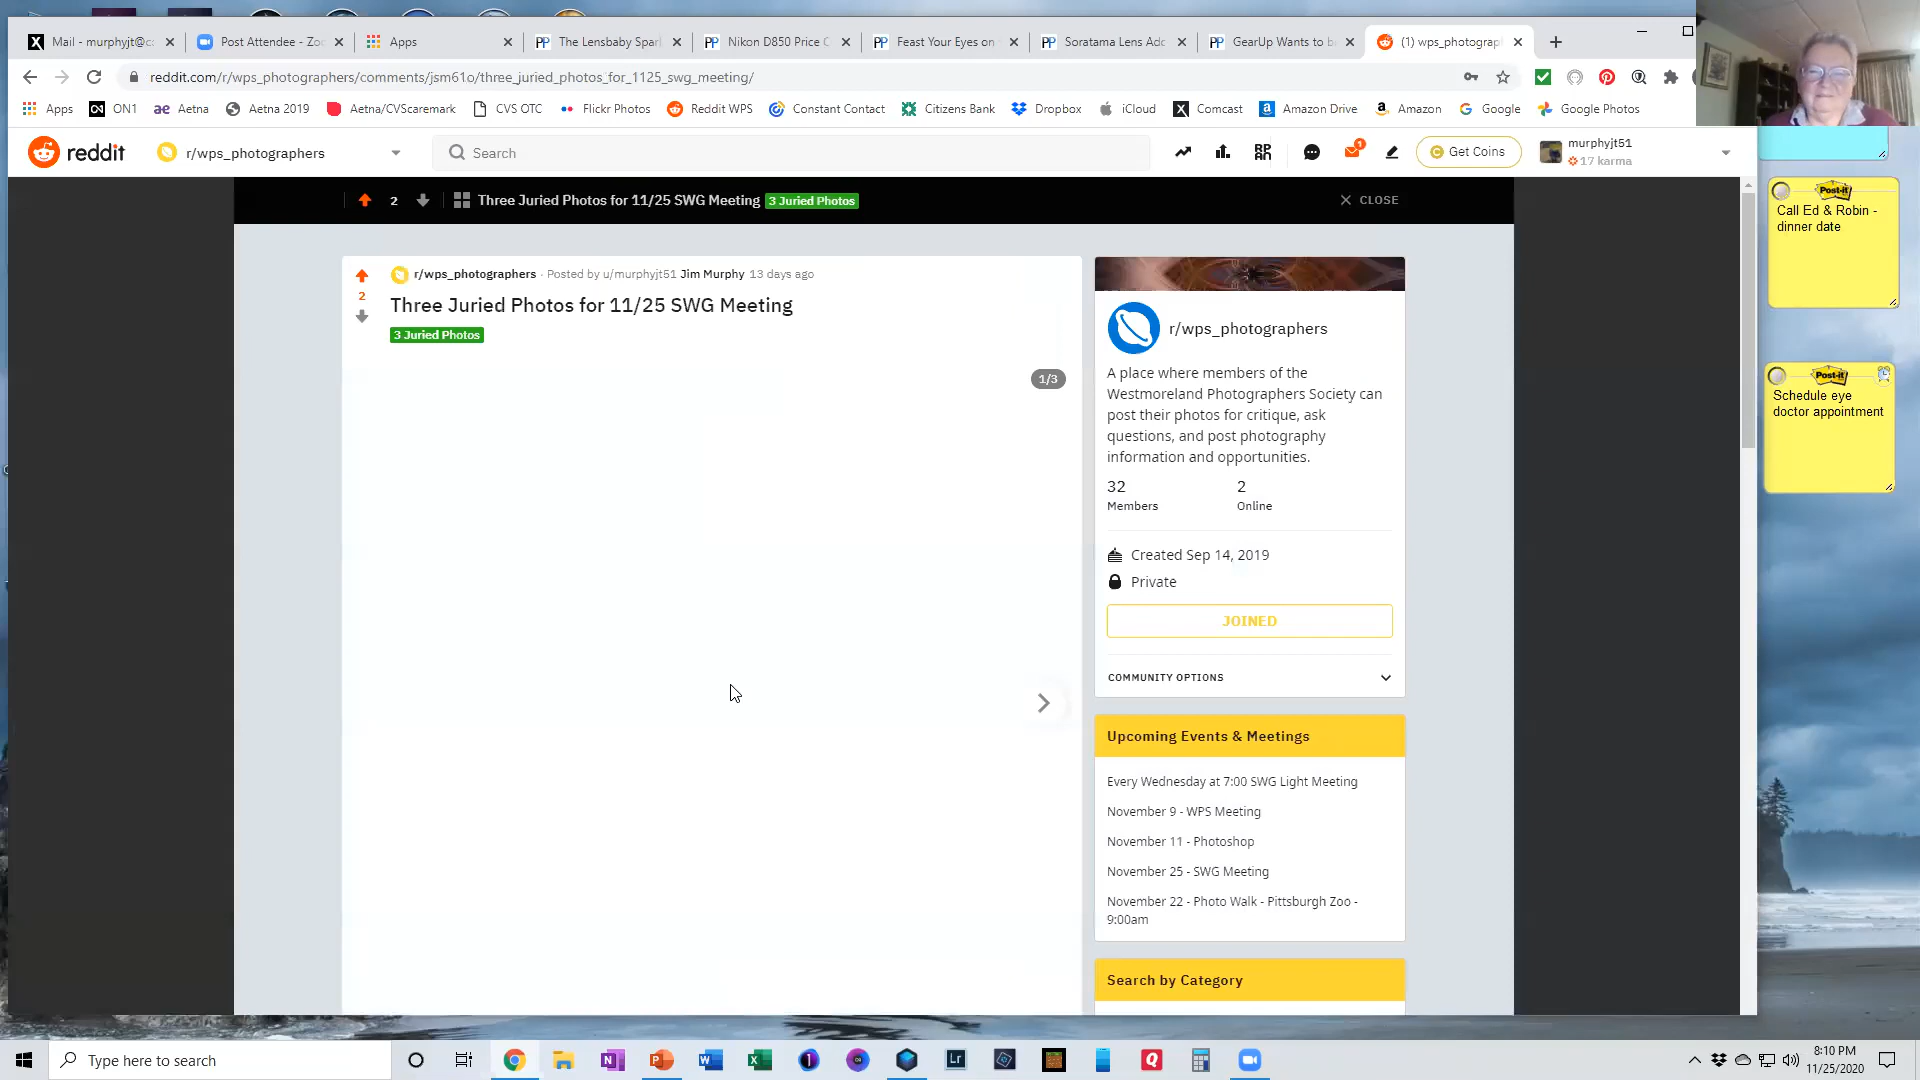 Mail - murphyjt@c
Post Attendee - Zo
Apps
The Lensbaby Spar
Nikon D850 Price
Feast Your Eyes on
Soratama Lens Ad
GearUp Wants to b
(1) wps_photograp
reddit.com/r/wps_photographers/comments/jsm61o/three_juried_photos_for_1125_swg_meeting/
Apps ON1 Aetna Aetna 2019 Aetna/CVScaremark CVS OTC Flickr Photos Reddit WPS Constant Contact Citizens Bank Dropbox iCloud Comcast Amazon Drive Amazon Google Google Photos
reddit r/wps_photographers Search Get Coins murphyjt51
17 karma
2 Three Juried Photos for 11/25 SWG Meeting 3 Juried Photos CLOSE
r/wps_photographers · Posted by u/murphyjt51 Jim Murphy 13 days ago
2
Three Juried Photos for 11/25 SWG Meeting
3 Juried Photos
1/3
r/wps_photographers
A place where members of the
Westmoreland Photographers Society can
post their photos for critique, ask
questions, and post photography
information and opportunities.
32 2
Members Online
Created Sep 14, 2019
Private
JOINED
COMMUNITY OPTIONS
Upcoming Events & Meetings
Every Wednesday at 7:00 SWG Light Meeting
November 9 - WPS Meeting
November 11 - Photoshop
November 25 - SWG Meeting
November 22 - Photo Walk - Pittsburgh Zoo -
9:00am
Search by Category
Post-it
Call Ed & Robin -
dinner date
Post-it
Schedule eye
doctor appointment
Type here to search
8:10 PM
11/25/2020